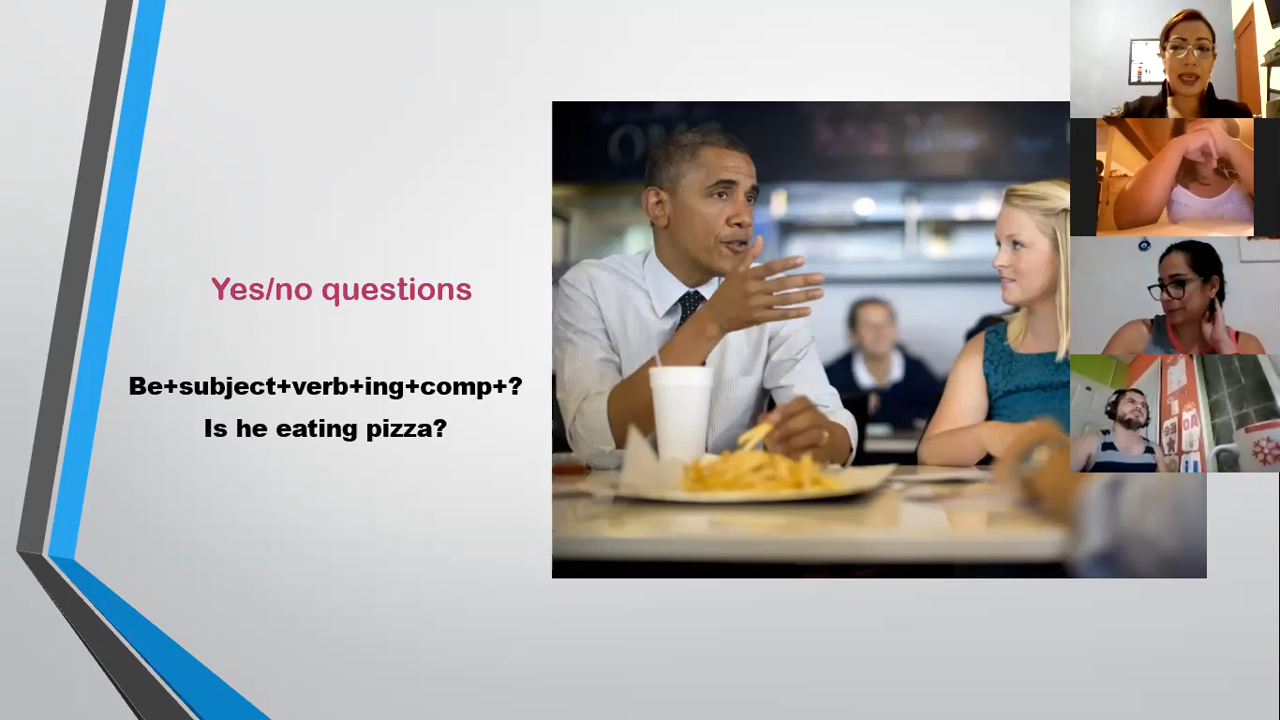 Yes/no questions
Be+subject+verb+ing+comp+?
Is he eating pizza?